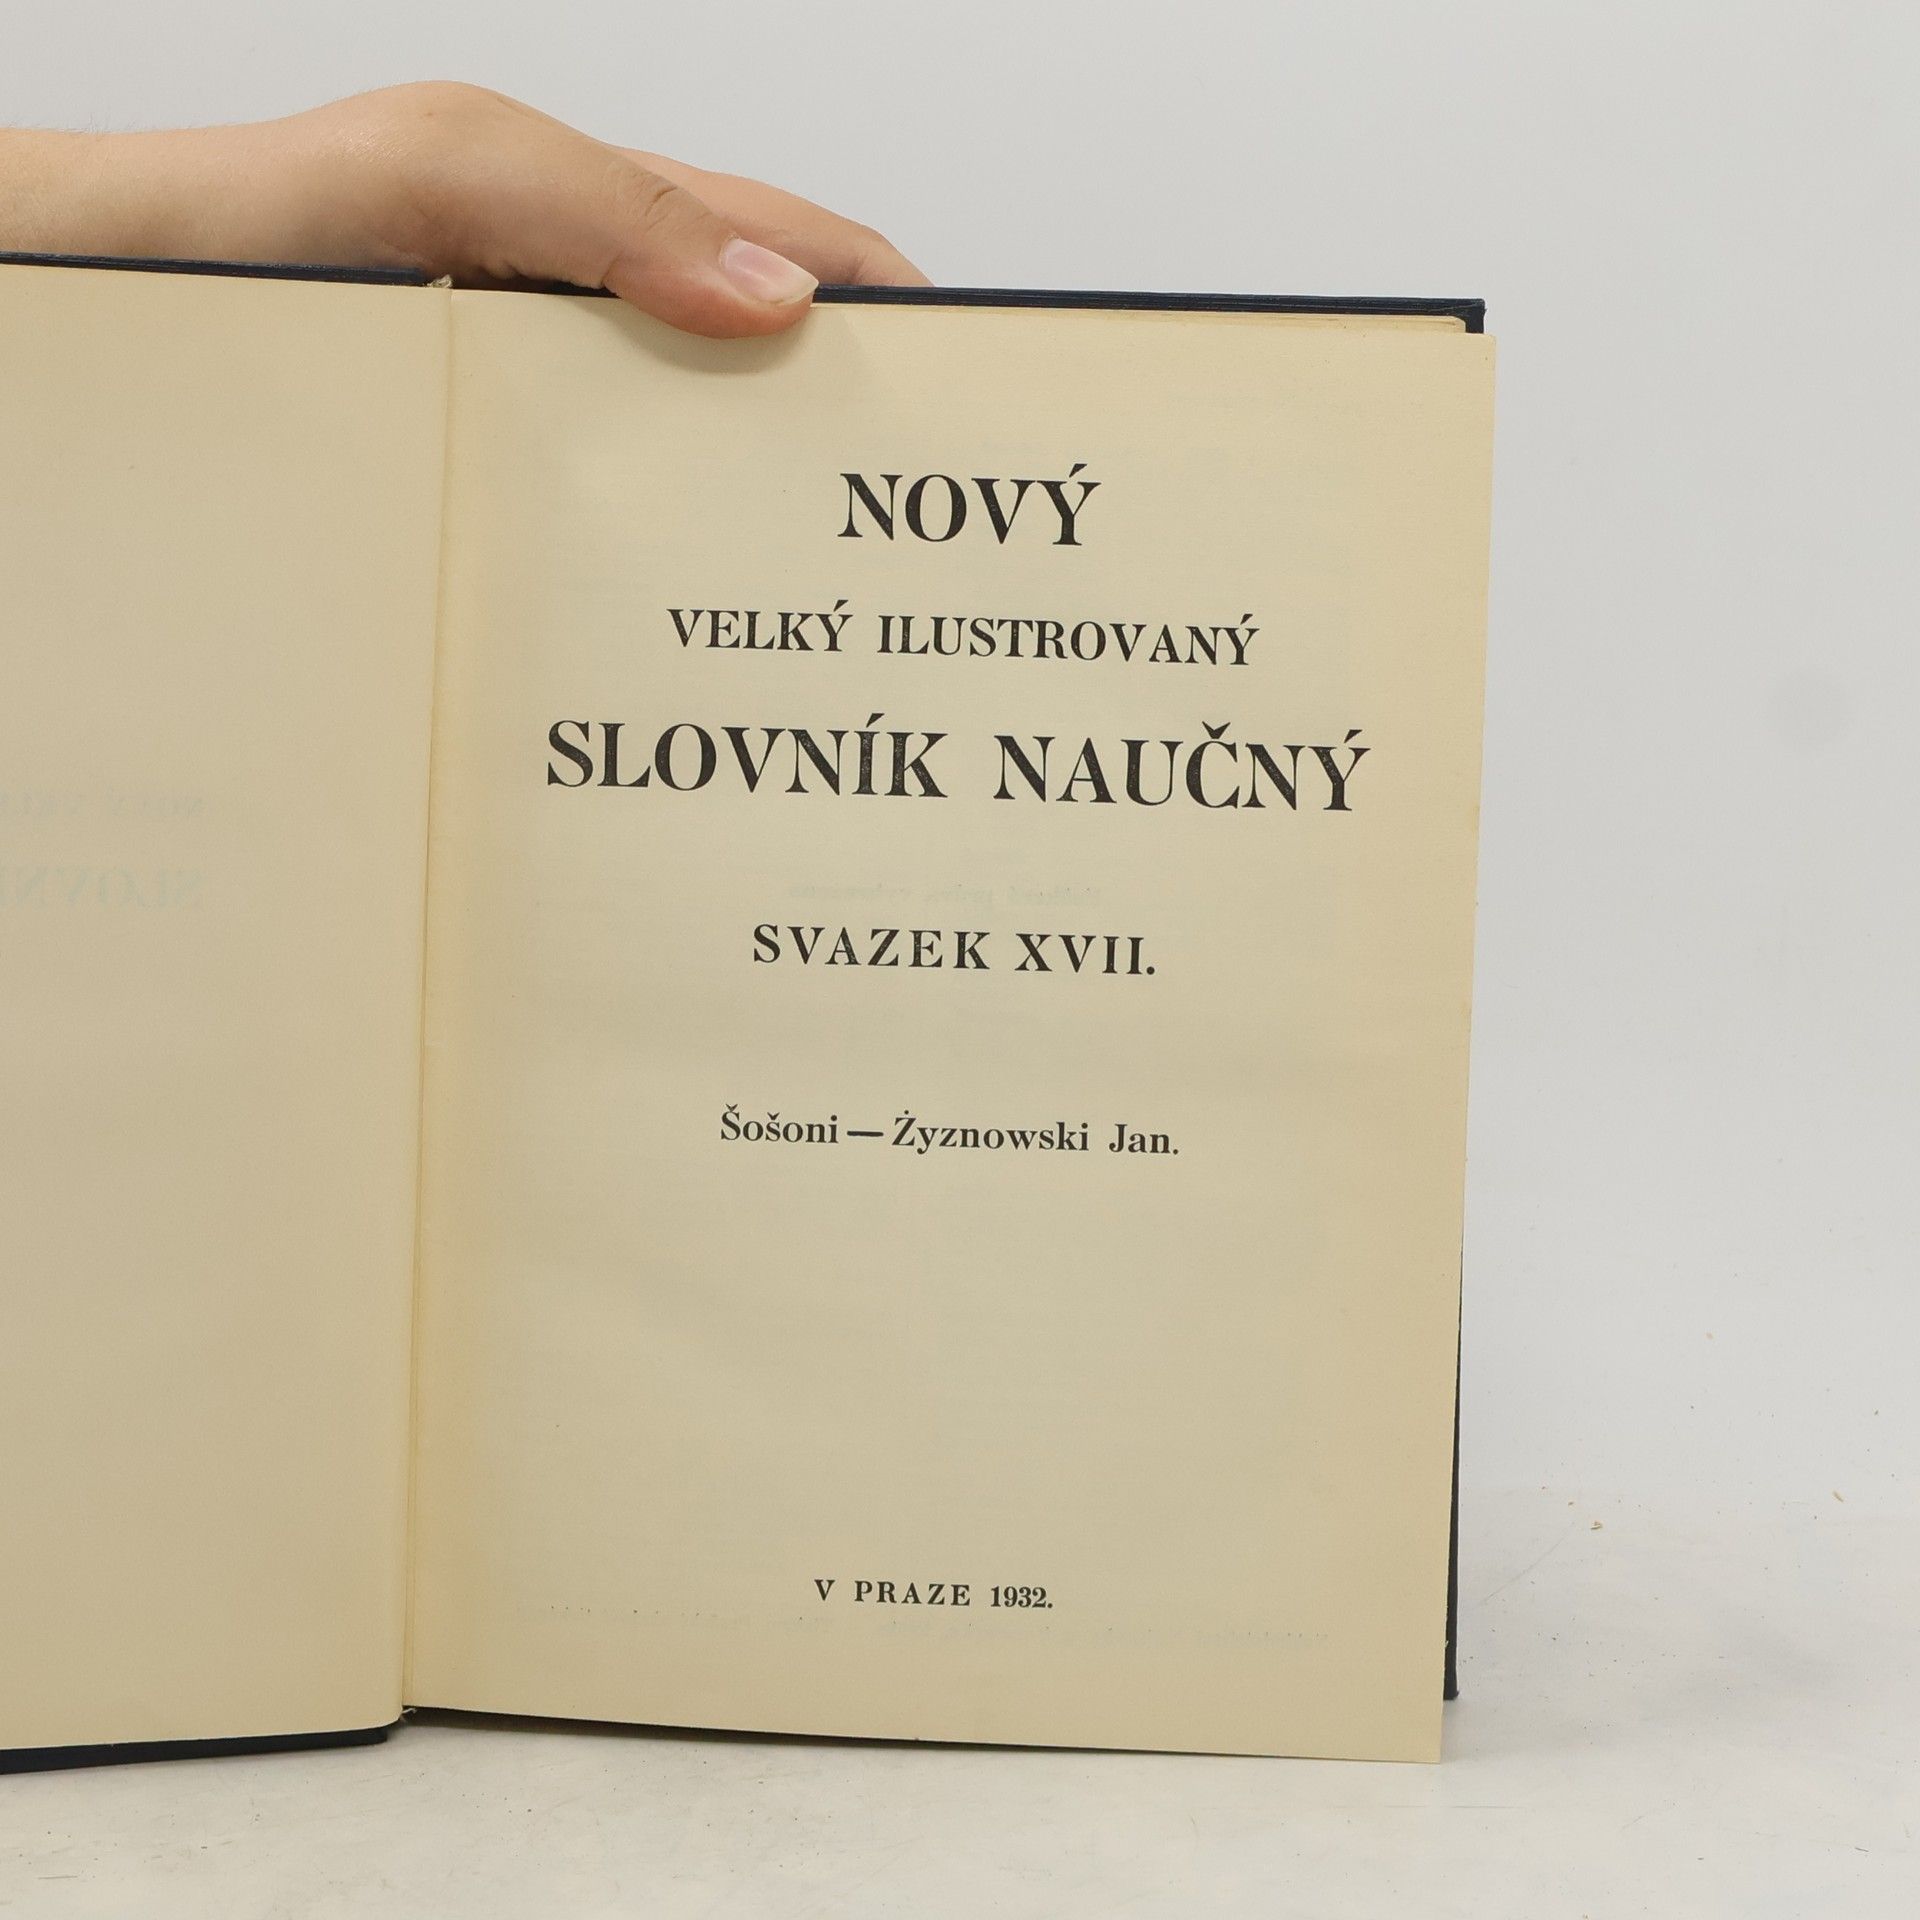 NOVÝ
VELKÝ ILUSTROVANÝ
SLOVNÍK NAUČNÝ
SVAZEK XVII.
Šošoni — Żyznowski Jan.
V PRAZE 1932.